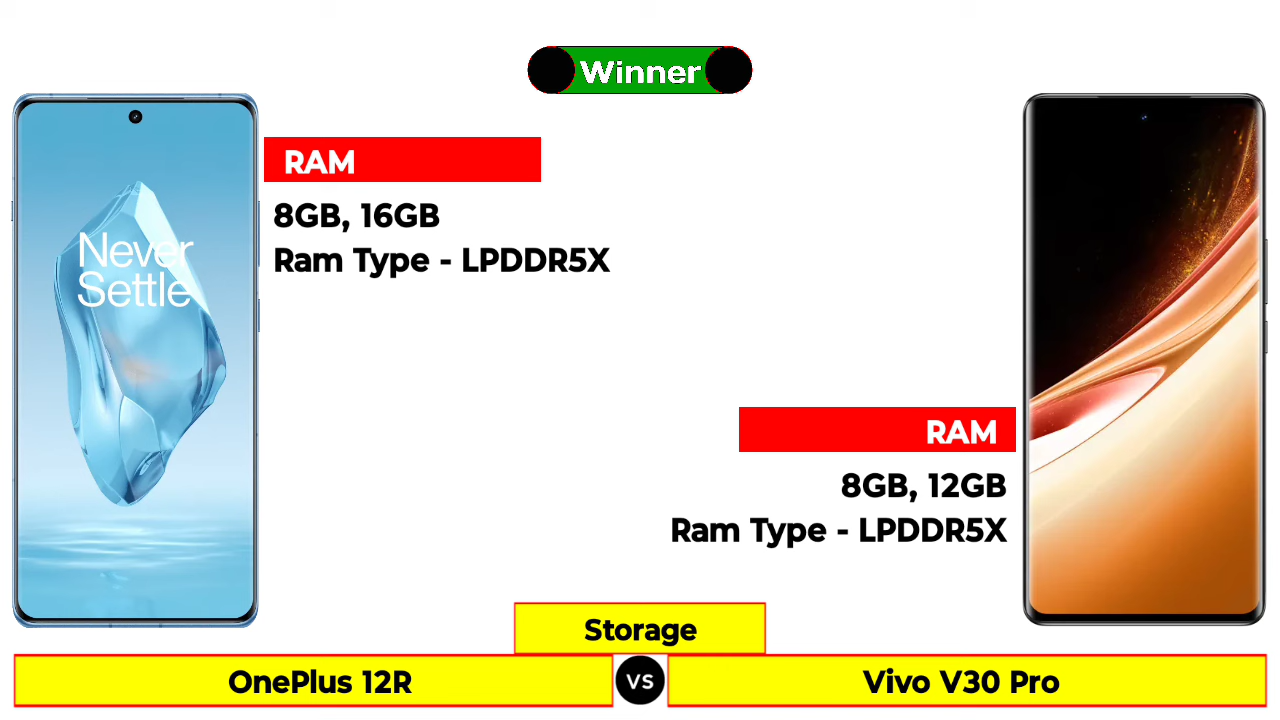 Winner
RAM
8GB, 16GB
Ram Type - LPDDR5X
Never
Settle
RAM
8GB, 12GB
Ram Type - LPDDR5X
Storage
OnePlus 12R
VS
Vivo V30 Pro